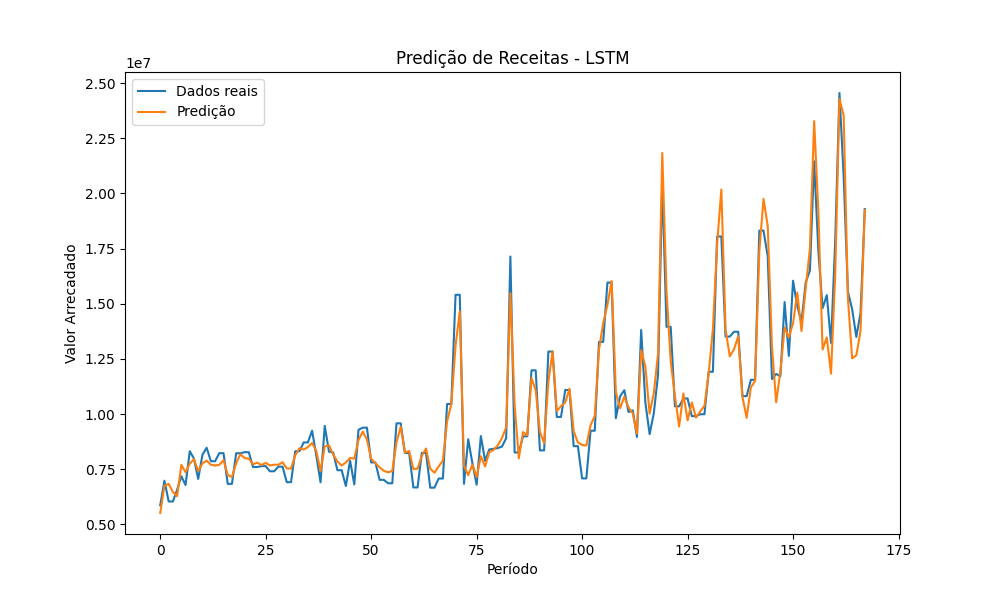 Predição de Receitas - LSTM
1e7
Dados reais
Predição
Valor Arrecadado
2.50
2.25
2.00
1.75
1.50
1.25
1.00
0.75
0.50
0
25
50
75
100
125
150
175
Período